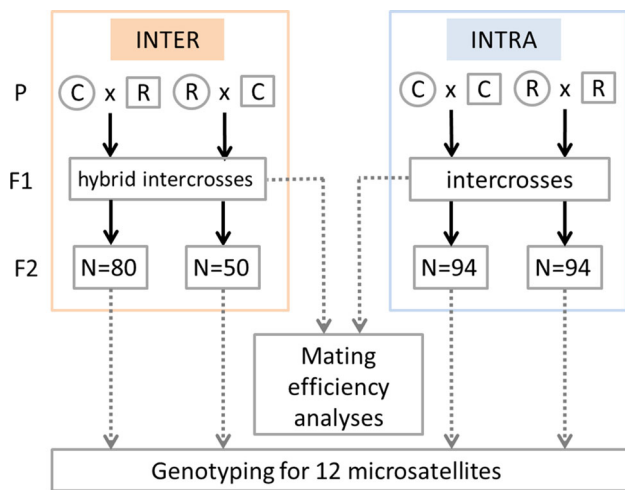 INTER INTRA
P C x R R x C C x C R x R
F1 hybrid intercrosses intercrosses
F2 N=80 N=50 N=94 N=94
Mating
efficiency
analyses
Genotyping for 12 microsatellites